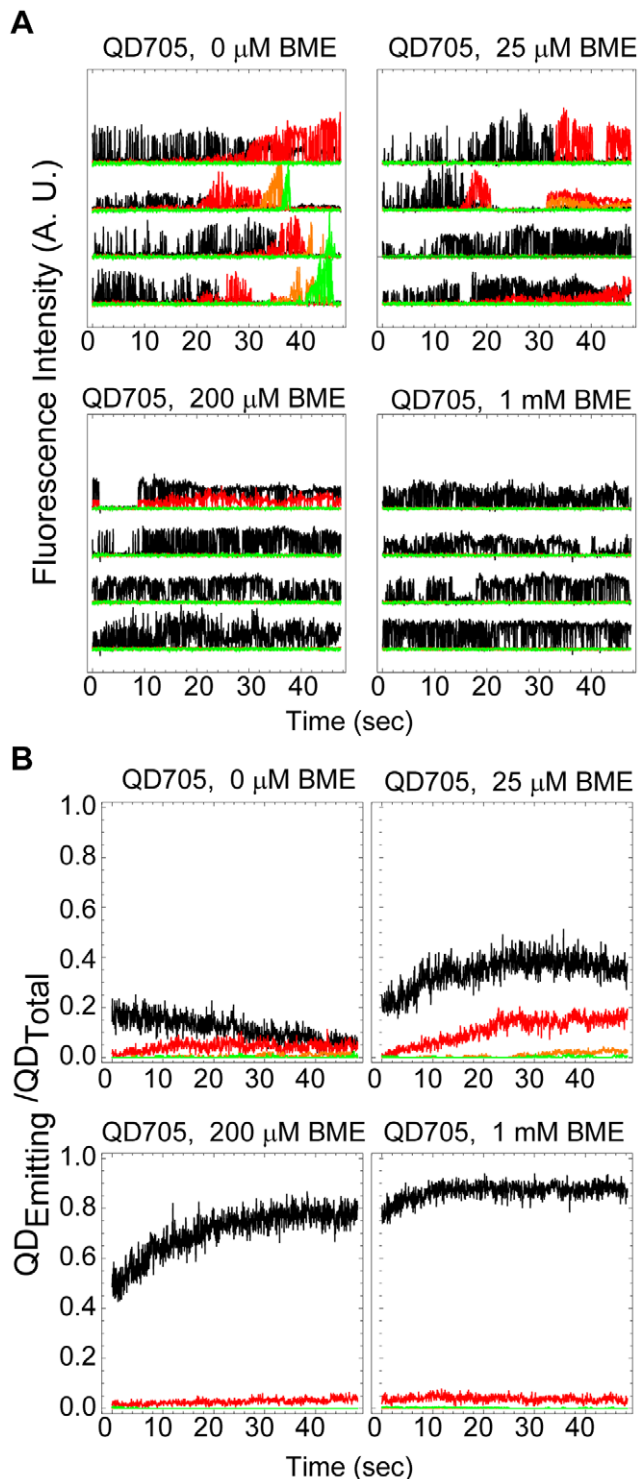 A
QD705, 0 μM BME
QD705, 25 μM BME
Fluorescence Intensity (A. U.)
0 10 20 30 40
0 10 20 30 40
QD705, 200 μM BME
QD705, 1 mM BME
0 10 20 30 40
0 10 20 30 40
Time (sec)
B
QD705, 0 μM BME
QD705, 25 μM BME
QDEmitting /QDTotal
1.0
0.8
0.6
0.4
0.2
0.0
0 10 20 30 40
0 10 20 30 40
QD705, 200 μM BME
QD705, 1 mM BME
1.0
0.8
0.6
0.4
0.2
0.0
0 10 20 30 40
0 10 20 30 40
Time (sec)